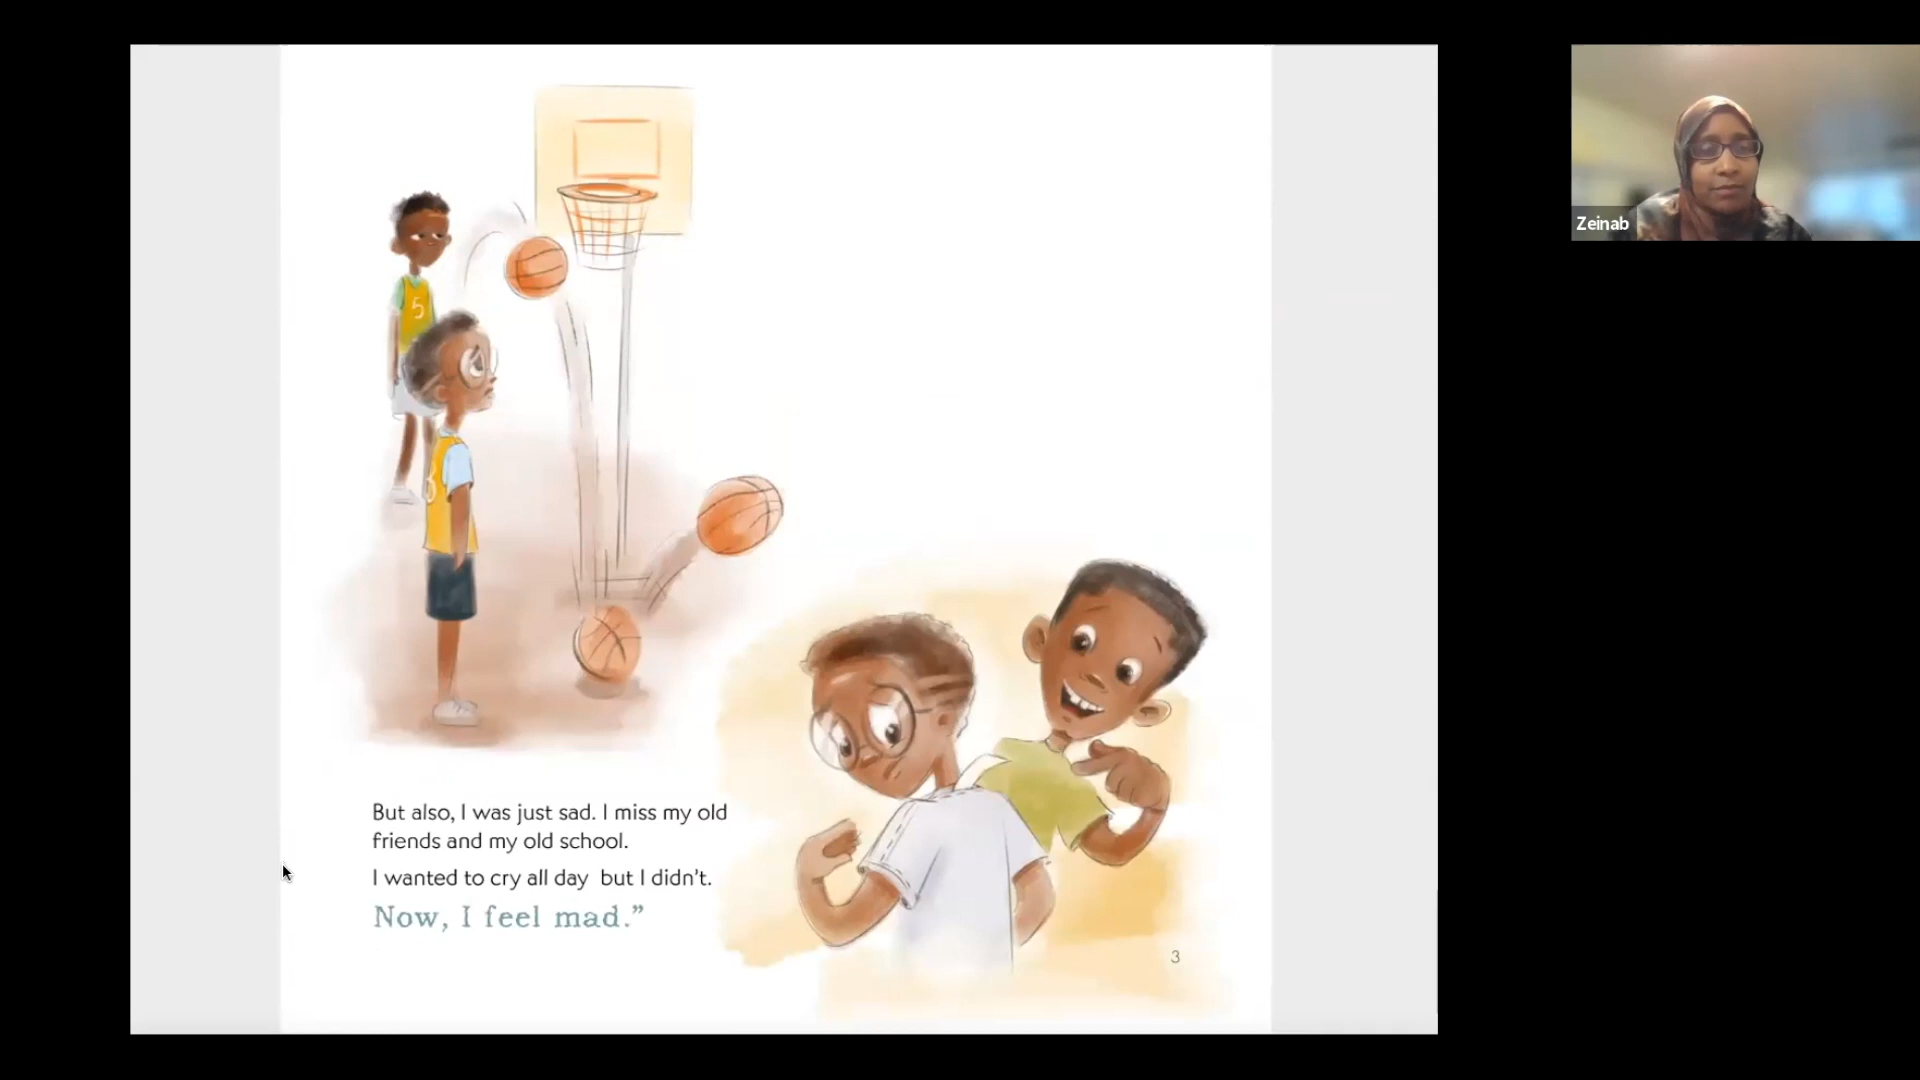 5
But also, I was just sad. I miss my old
friends and my old school.
I wanted to cry all day but I didn't.
Now, I feel mad.”
3
Zeinab